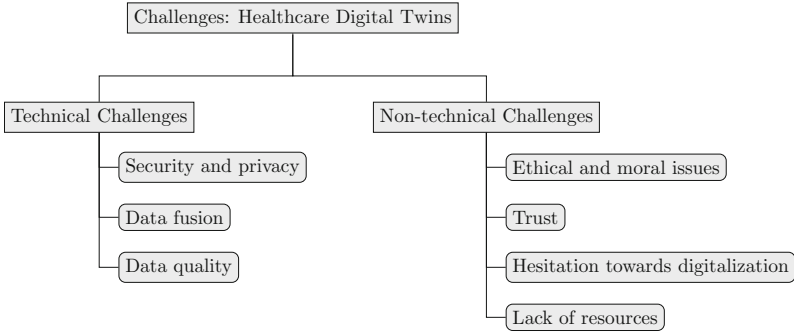 Challenges: Healthcare Digital Twins
Technical Challenges
Security and privacy
Data fusion
Data quality
Non-technical Challenges
Ethical and moral issues
Trust
Hesitation towards digitalization
Lack of resources